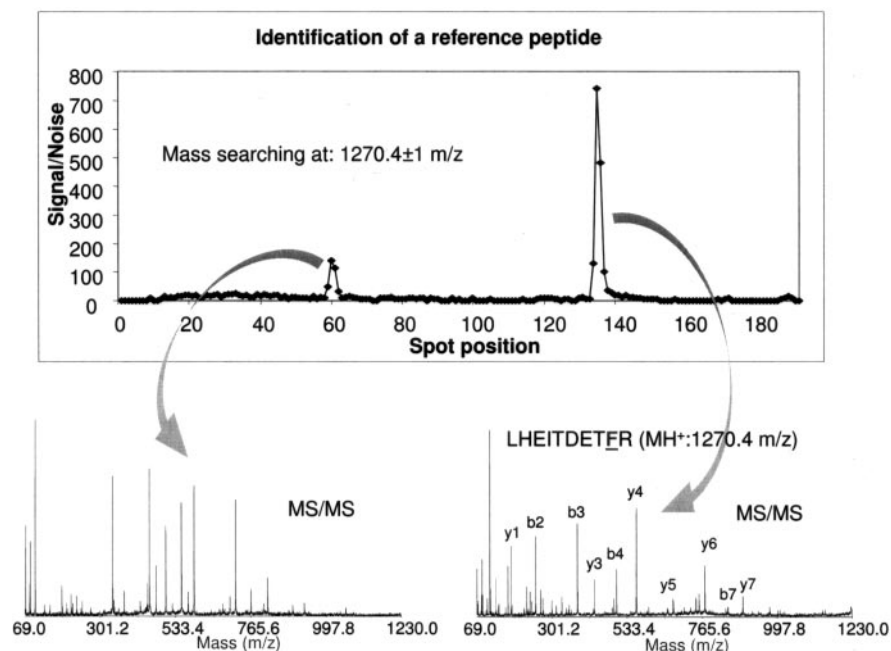 Identification of a reference peptide
Signal/Noise
800
700
600
500
400
300
200
100
0
Mass searching at: 1270.4±1 m/z
0 20 40 60 80 100 120 140 160 180
Spot position
MS/MS
69.0 301.2 533.4 765.6 997.8 1230.0
Mass (m/z)
LHEITDETFR (MH+:1270.4 m/z)
MS/MS
y1
b2
b3
y3
b4
y4
y5
y6
b7
y7
69.0 301.2 533.4 765.6 997.8 1230.0
Mass (m/z)